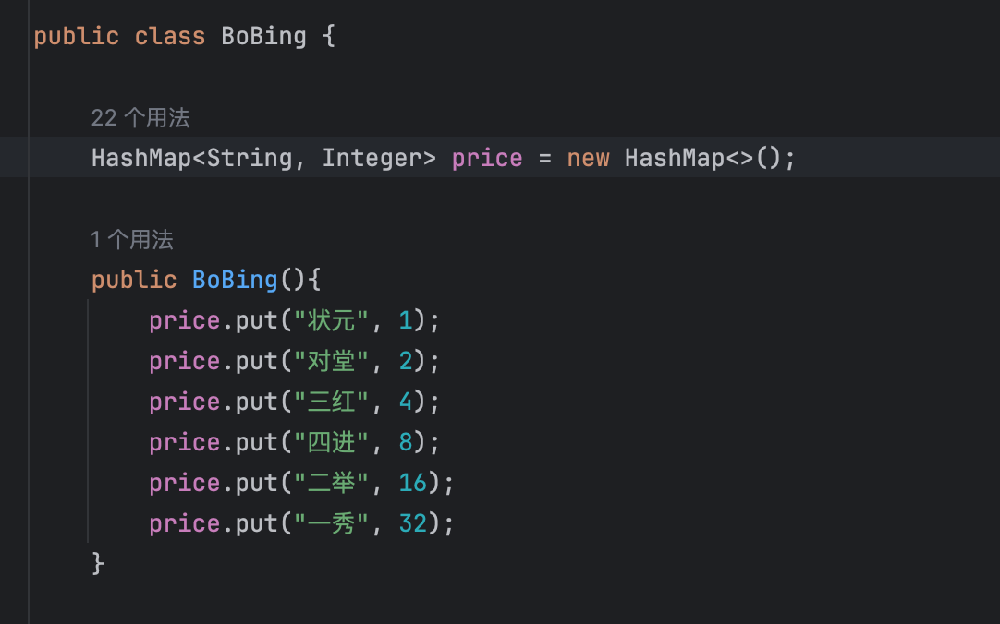 public class BoBing {
22 个用法
HashMap<String, Integer> price = new HashMap<>();
1 个用法
public BoBing(){
price.put("状元", 1);
price.put("对堂", 2);
price.put("三红", 4);
price.put("四进", 8);
price.put("二举", 16);
price.put("一秀", 32);
}